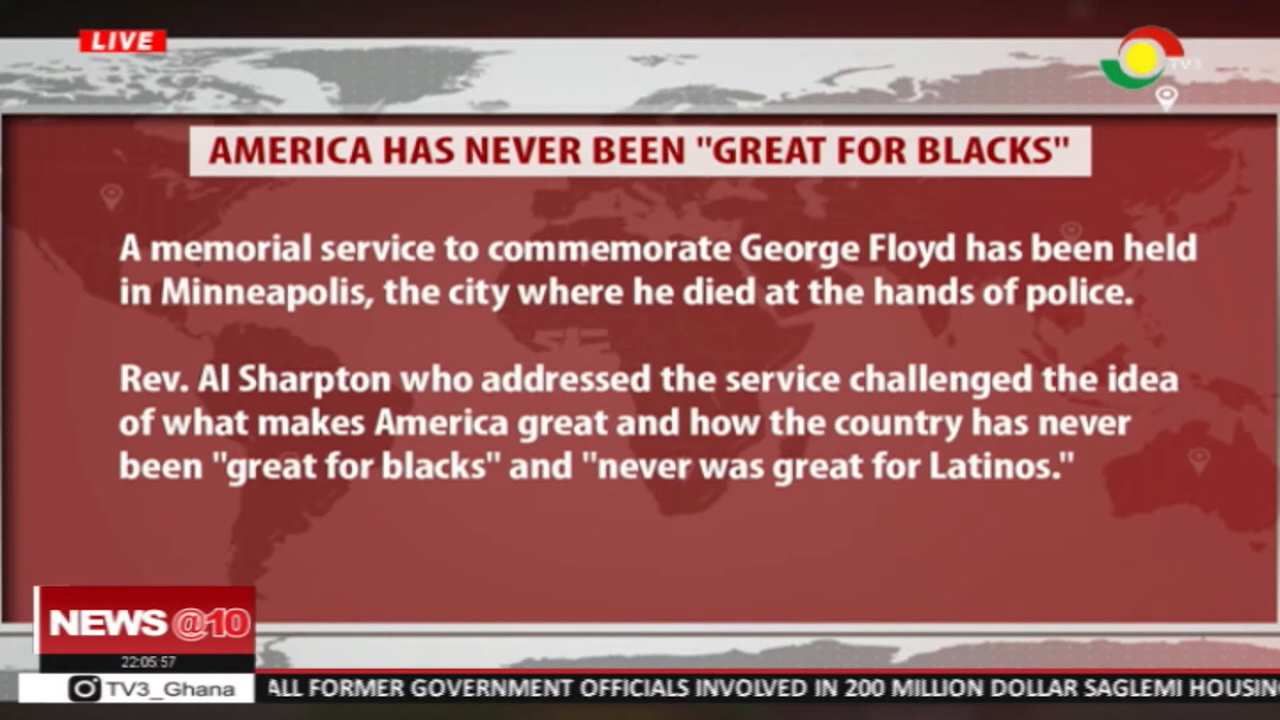 LIVE
TV3
AMERICA HAS NEVER BEEN "GREAT FOR BLACKS"
A memorial service to commemorate George Floyd has been held
in Minneapolis, the city where he died at the hands of police.
Rev. Al Sharpton who addressed the service challenged the idea
of what makes America great and how the country has never
been "great for blacks" and "never was great for Latinos."
NEWS @10
22:05:57
TV3_Ghana
ALL FORMER GOVERNMENT OFFICIALS INVOLVED IN 200 MILLION DOLLAR SAGLEMI HOUSIN